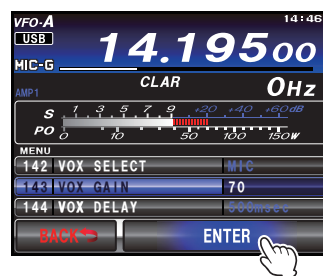 VFO-A 14:46
USB
14.19500
MIC-G
CLAR 0Hz
AMP1
S 1 3 5 7 9 +20 +40 +60dB
PO 0 10 50 100 150W
MENU
142 VOX SELECT MIC
143 VOX GAIN 70
144 VOX DELAY 500msec
BACK ENTER